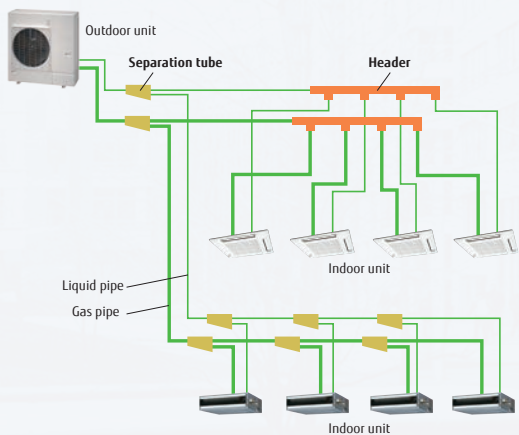 Outdoor unit
Separation tube
Header
Indoor unit
Liquid pipe
Gas pipe
Indoor unit